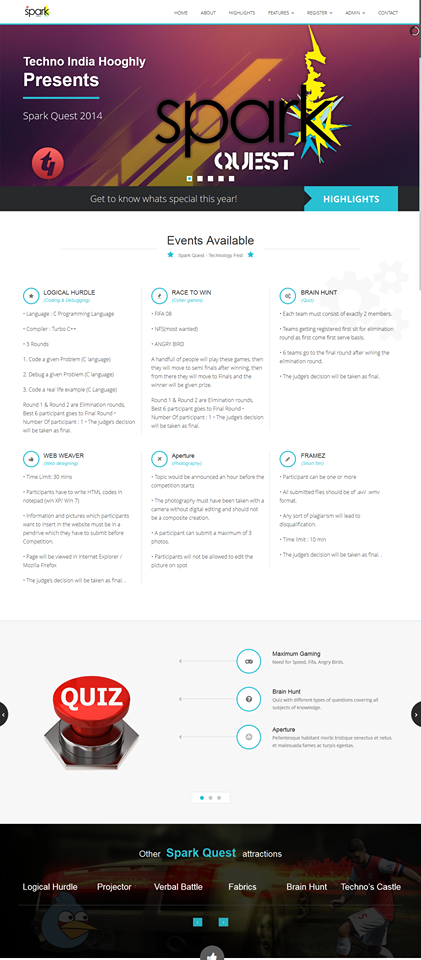 spark
HOME ABOUT HIGHLIGHTS FEATURES REGISTER ADMIN CONTACT
Techno India Hooghly
Presents
Spark Quest 2014
spark
QUEST
Get to know whats special this year!
HIGHLIGHTS
Events Available
Spark Quest - Technology Fest
LOGICAL HURDLE
(Coding & Debugging)
• Language : C Programming Language
• Compiler : Turbo C++
• 3 Rounds
1. Code a given Problem (C language)
2. Debug a given Problem (C language)
3. Code a real life example (C Language)
Round 1 & Round 2 are Elimination rounds,
Best 6 participant goes to Final Round •
Number Of participant : 1 • The judge's decision
will be taken as final.
RACE TO WIN
(Cyber games)
• FIFA 08
• NFS(most wanted)
• ANGRY BIRD
A handfull of people will play these games, then
they will move to semi finals after winning, then
from there they will move to Finals and the
winner will be given prize.
Round 1 & Round 2 are Elimination rounds,
Best 6 participant goes to Final Round •
Number Of participant : 1 • The judge's decision
will be taken as final.
BRAIN HUNT
(Quiz)
• Each team must consist of exactly 2 members.
• Teams getting registered first sit for elimination
round as first come first serve basis.
• 6 teams go to the final round after wining the
elimination round.
• The judge's decision will be taken as final.
WEB WEAVER
(Web designing)
• Time Limit: 30 mins
• Participants have to write HTML codes in
notepad (win XP/ WIN 7)
• Information and pictures which participants
want to insert in the website must be in a
pendrive which they have to submit before
Competition.
• Page will be viewed in Internet Explorer /
Mozilla Firefox
• The judge's decision will be taken as final. .
Aperture
(Photography)
• Topic would be announced an hour before the
competition starts
• The photography must have been taken with a
camera without digital editing and should not
be a composite creation.
• A participant can submit a maximum of 3
photos.
• Participants will not be allowed to edit the
picture on spot
FRAMEZ
(Short film)
• Participant can be one or more
• All submitted files should be of .avi/ .wmv
format.
• Any sort of plagiarism will lead to
disqualification.
• Time limit : 10 min
• The judge's decision will be taken as final. .
QUIZ
Maximum Gaming
Need for Speed, Fifa, Angry Birds.
Brain Hunt
Quiz with different types of questions covering all
subjects of knowledge.
Aperture
Pellentesque habitant morbi tristique senectus et netus
et malesuada fames ac turpis egestas.
Other Spark Quest attractions
Logical Hurdle Projector Verbal Battle Fabrics Brain Hunt Techno's Castle